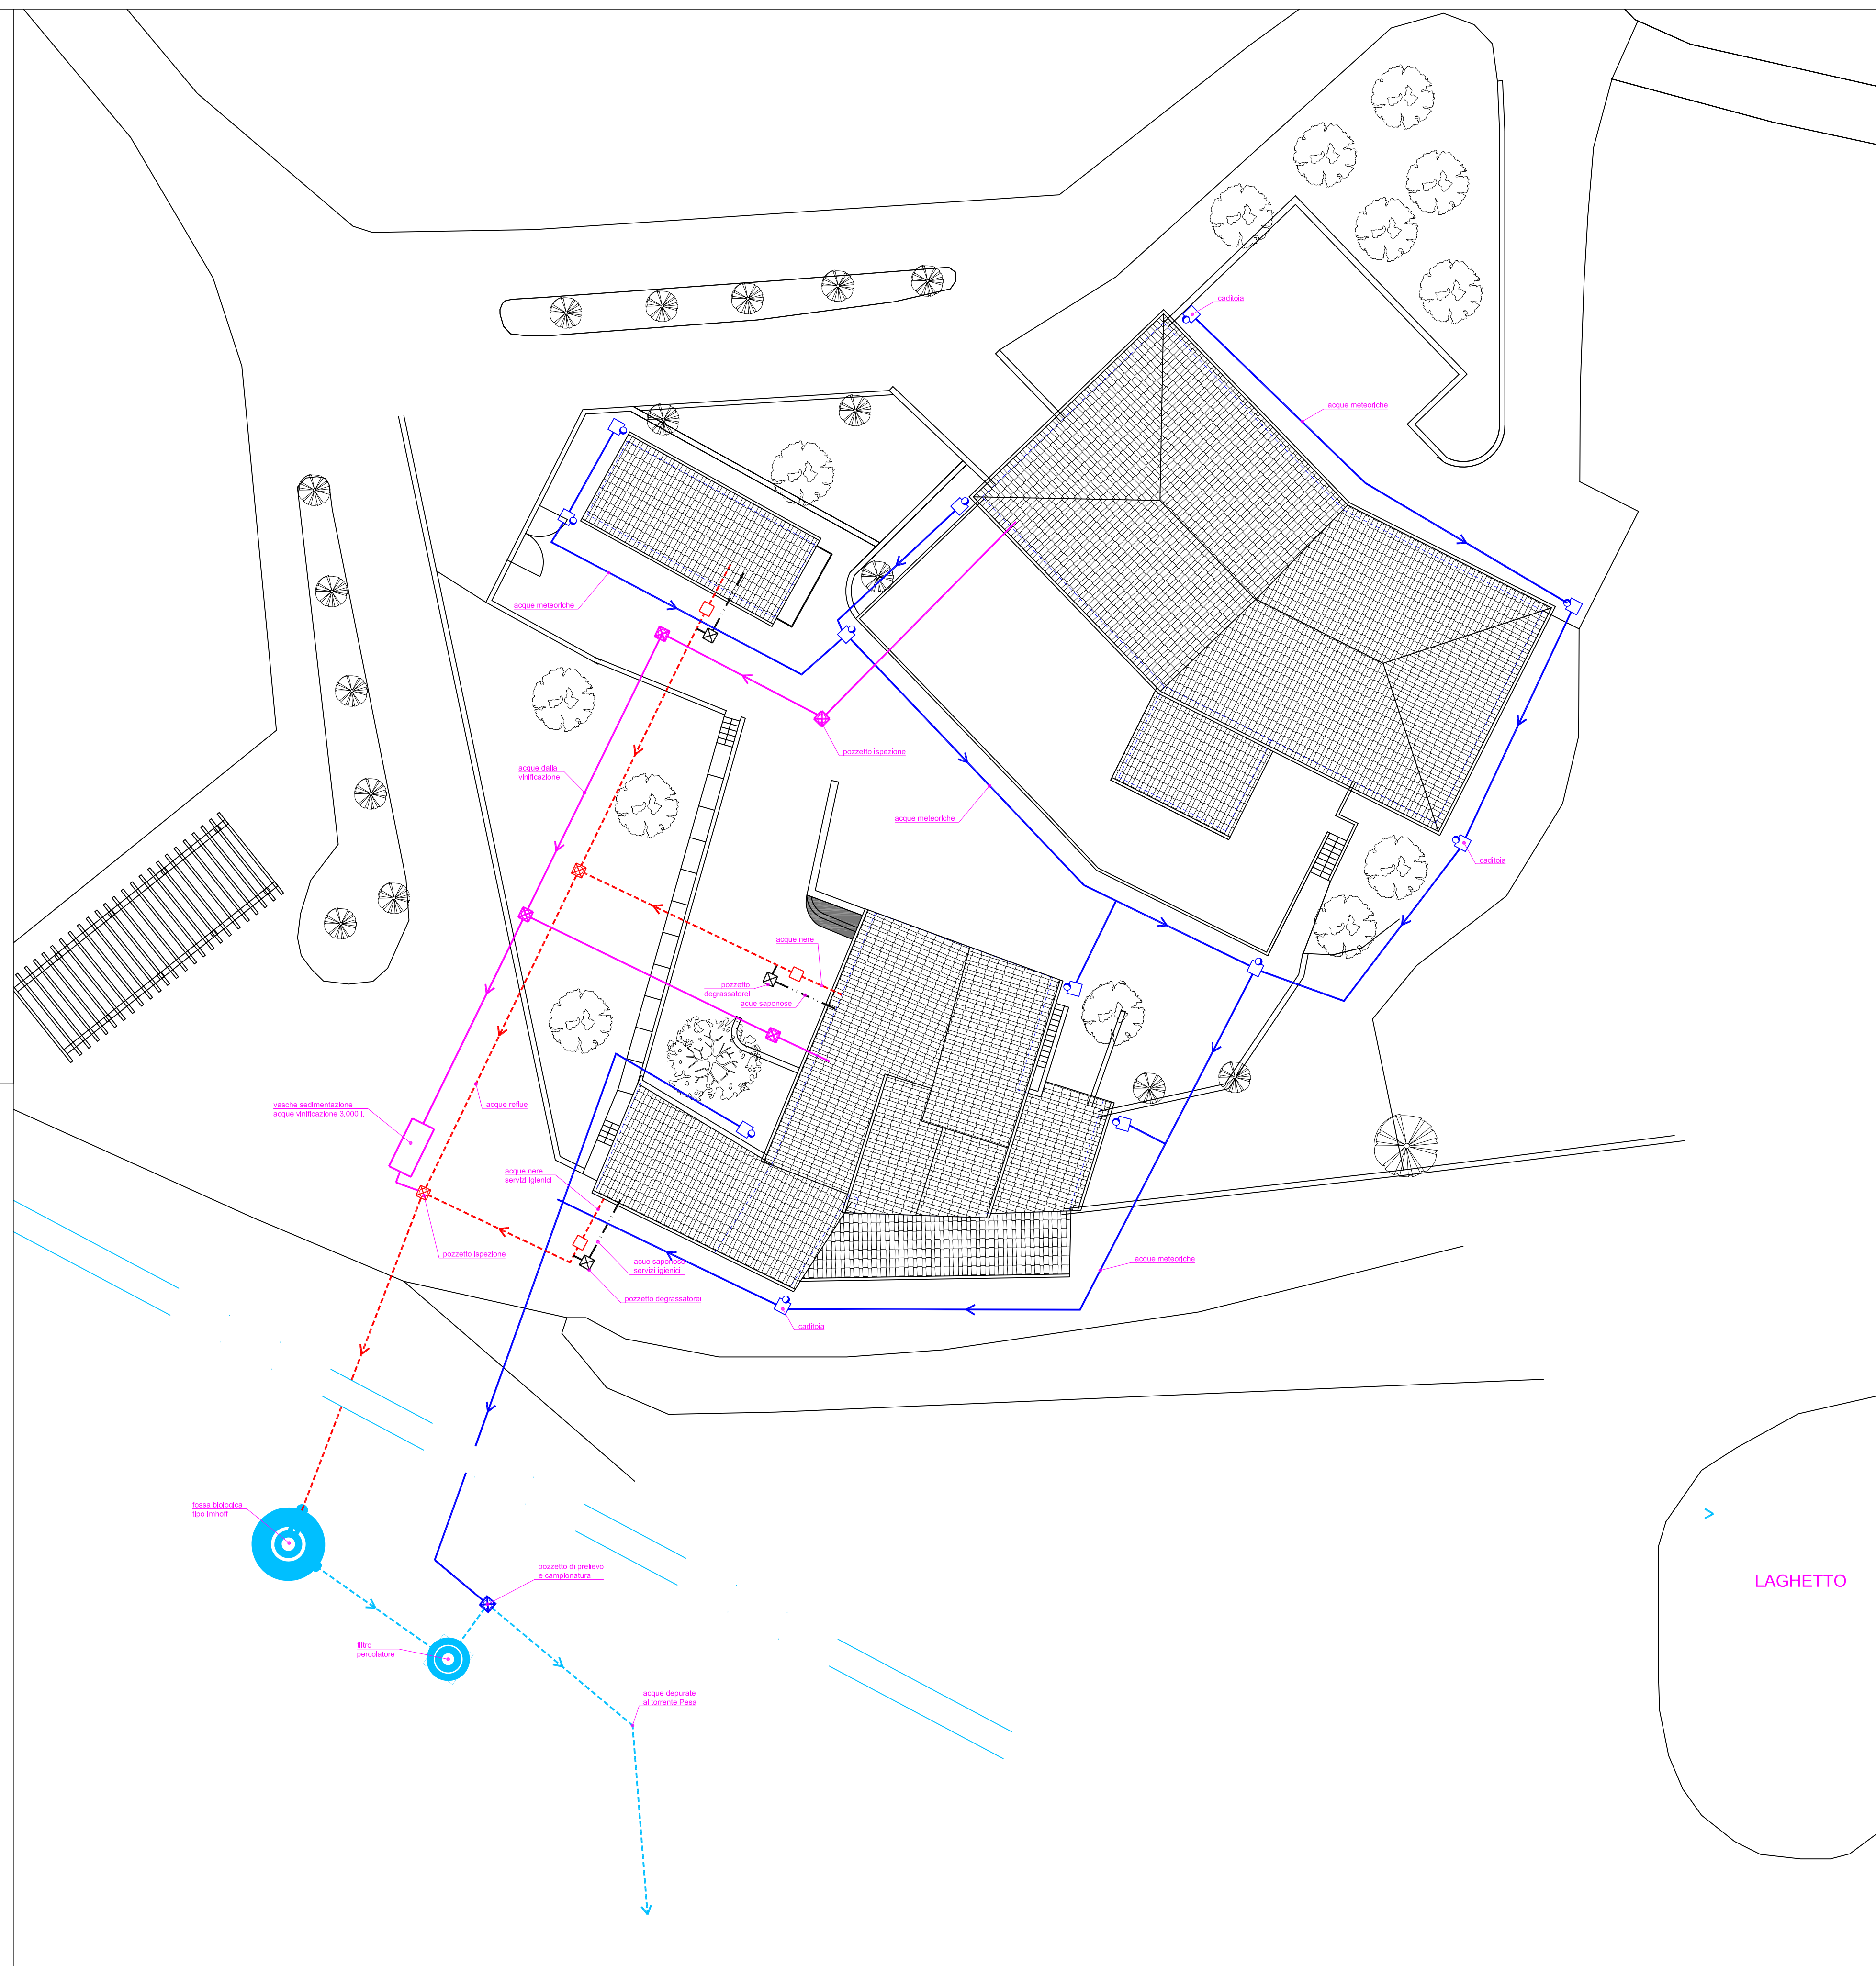 caditoia
acque meteoriche
acque meteoriche
pozzetto ispezione
acque dalla
vinificazione
acque meteoriche
caditoia
acque nere
pozzetto
degrassatorei
acue saponose
vasche sedimentazione
acque vinificazione 3,000 l.
acque reflue
acque nere
servizi igienici
pozzetto ispezione
acue saponose
servizi igienici
acque meteoriche
pozzetto degrassatorei
caditoia
fossa biologica
tipo Imhoff
pozzetto di prelievo
e campionatura
LAGHETTO
filtro
percolatore
acque depurate
al torrente Pesa